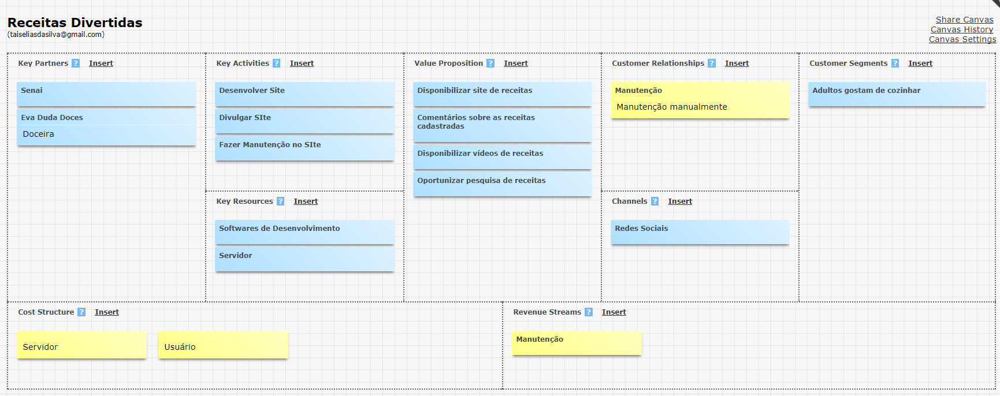 Receitas Divertidas
(taiseliasdasilva@gmail.com)
Share Canvas
Canvas History
Canvas Settings
Key Partners ? Insert
Senai
Eva Duda Doces
Doceira
Key Activities ? Insert
Desenvolver Site
Divulgar SIte
Fazer Manutenção no SIte
Key Resources ? Insert
Softwares de Desenvolvimento
Servidor
Value Proposition ? Insert
Disponibilizar site de receitas
Comentários sobre as receitas
cadastradas
Disponibilizar vídeos de receitas
Oportunizar pesquisa de receitas
Customer Relationships ? Insert
Manutenção
Manutenção manualmente
Channels ? Insert
Redes Sociais
Customer Segments ? Insert
Adultos gostam de cozinhar
Cost Structure ? Insert
Servidor
Usuário
Revenue Streams ? Insert
Manutenção